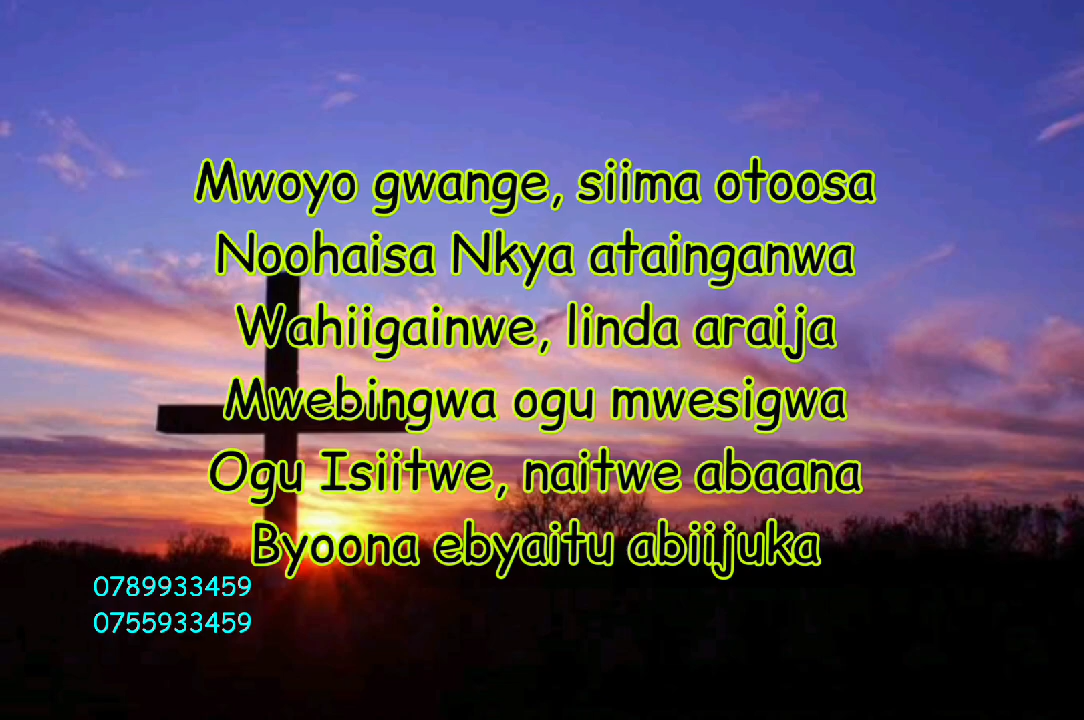 Mwoyo gwange, siima otoosa
Noohaisa Nkya atainganwa
Wahiigainwe, linda araija
Mwebingwa ogu mwesigwa
Ogu Isiitwe, naitwe abaana
Byoona ebyaitu abiijuka
0789933459
0755933459